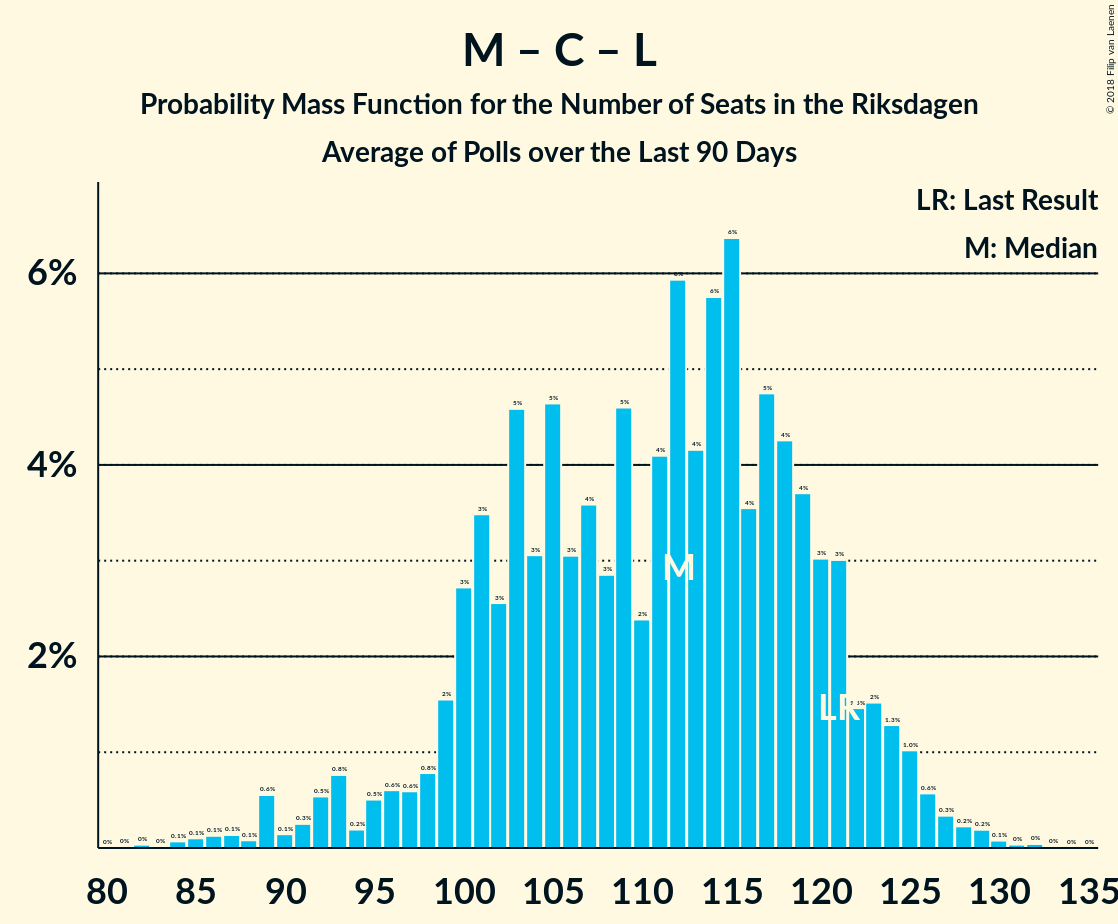 M – C – L
Probability Mass Function for the Number of Seats in the Riksdagen
Average of Polls over the Last 90 Days
© 2018 Filip van Laenen
LR: Last Result
M: Median
6%
4%
2%
0% 0% 0% 0% 0.1% 0.1% 0.1% 0.1% 0.1% 0.6% 0.1% 0.3% 0.5% 0.8% 0.2% 0.5% 0.6% 0.6% 0.8% 2% 3% 3% 3% 5% 3% 5% 3% 4% 3% 5% 2% 4% 6% 4% 6% 6% 4% 5% 4% 4% 3% 3% 2% 1.3% 1.0% 0.6% 0.3% 0.2% 0.2% 0.1% 0% 0% 0% 0% 0%
M
LR
80 85 90 95 100 105 110 115 120 125 130 135